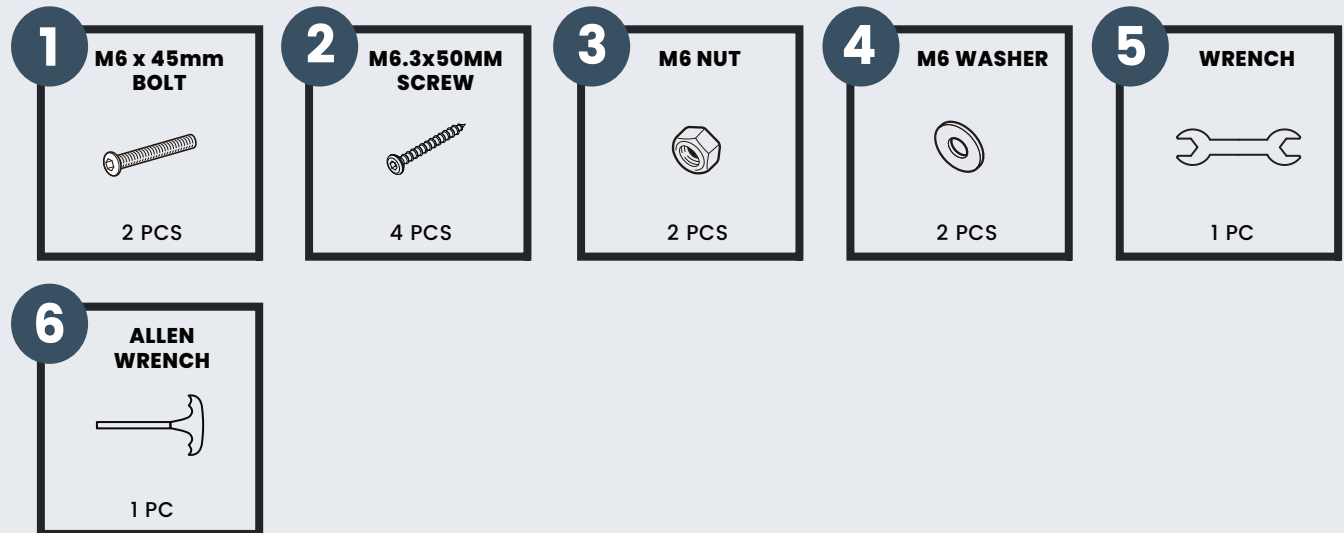 1
M6 x 45mm
BOLT
2 PCS
2
M6.3x50MM
SCREW
4 PCS
3
M6 NUT
2 PCS
4
M6 WASHER
2 PCS
5
WRENCH
1 PC
6
ALLEN
WRENCH
1 PC